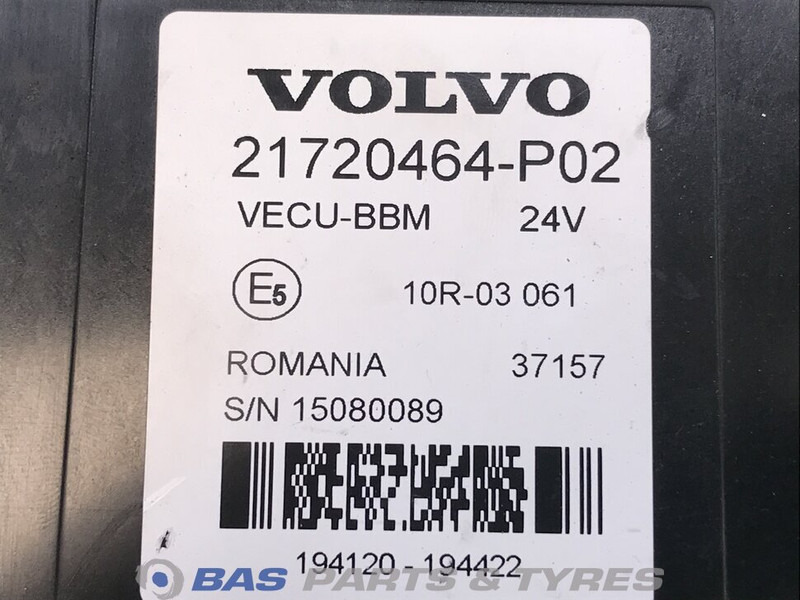 VOLVO
21720464-P02
VECU-BBM 24V
E5 10R-03 061
ROMANIA 37157
S/N 15080089
194120 - 194422
BAS PARTS & TYRES